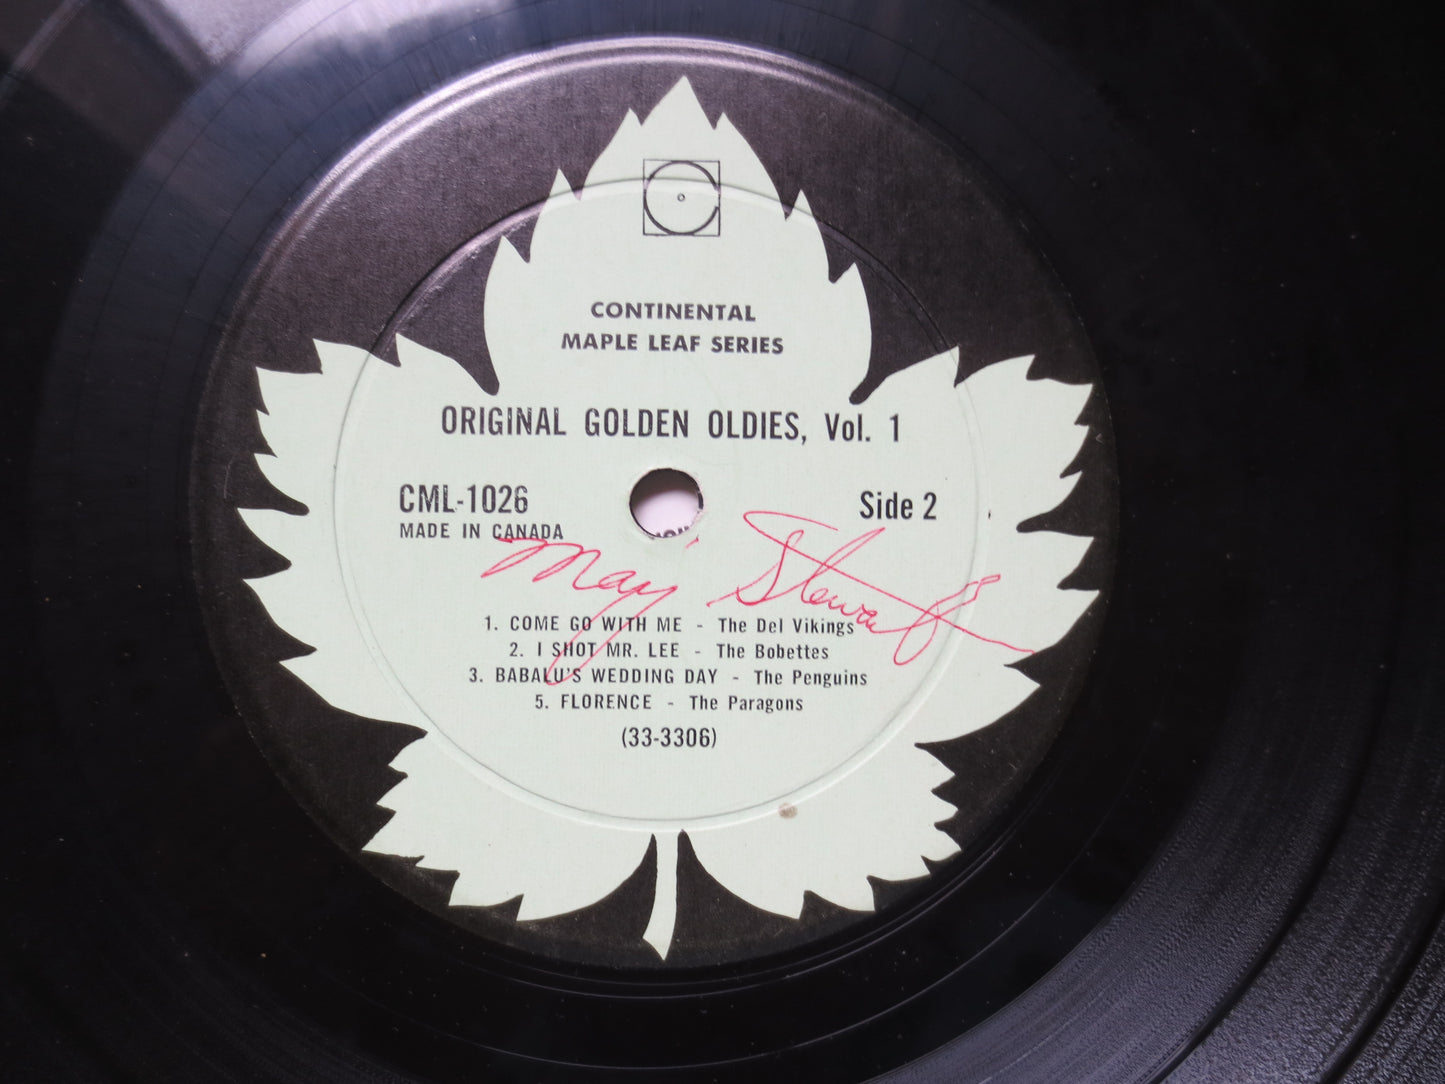 CONTINENTAL
MAPLE LEAF SERIES
ORIGINAL GOLDEN OLDIES, Vol. 1
CML-1026
Side 2
MADE IN CANADA
Mary Stewart
1. COME GO WITH ME - The Del Vikings
2. I SHOT MR. LEE - The Bobettes
3. BABALU'S WEDDING DAY - The Penguins
5. FLORENCE - The Paragons
(33-3306)